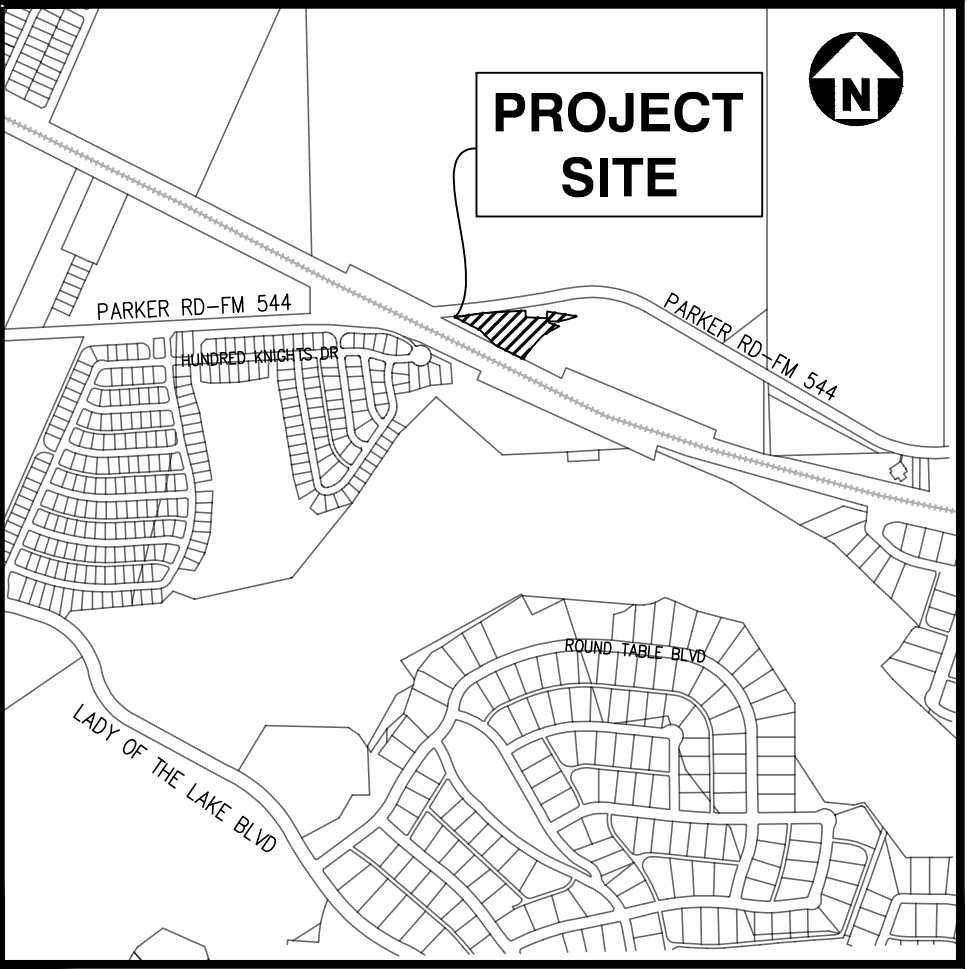 N
PROJECT
SITE
PARKER RD-FM 544
PARKER RD-FM 544
HUNDRED KNIGHTS DR
ROUND TABLE BLVD
LADY OF THE LAKE BLVD